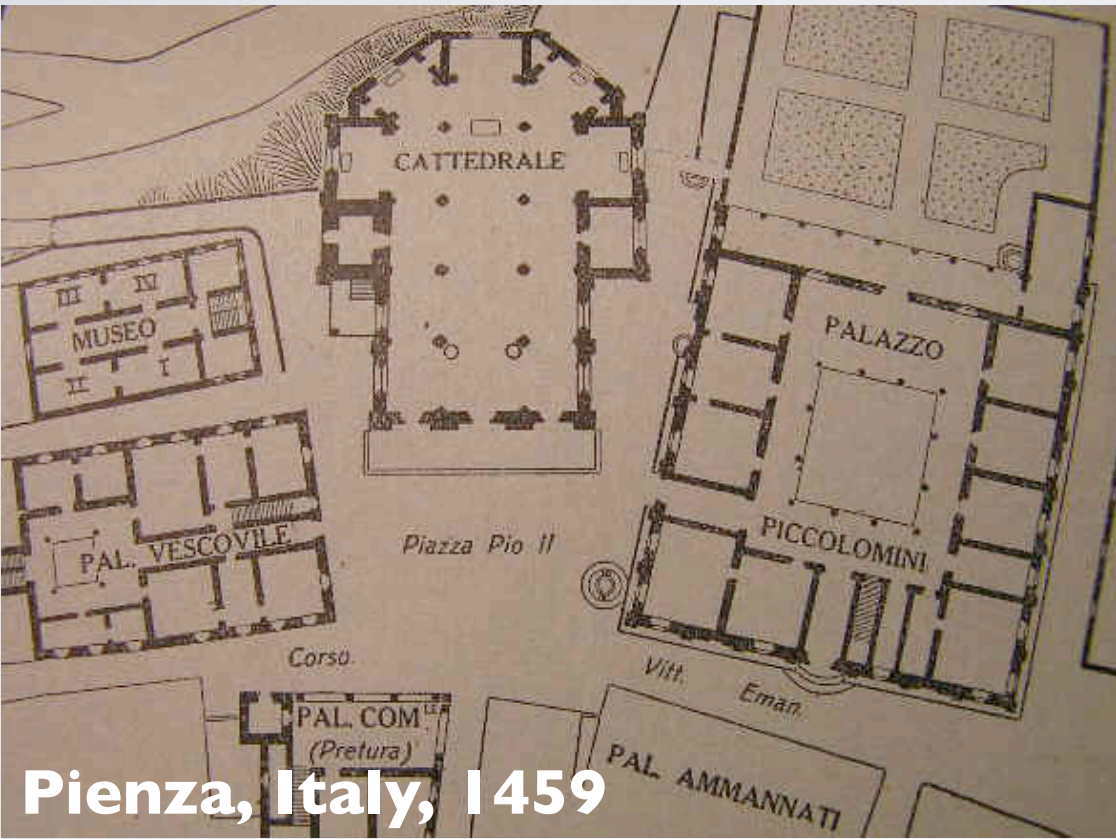 CATTEDRALE
III
IV
MUSEO
II
I
PALAZZO
PAL. VESCOVILE
Piazza Pio II
PICCOLOMINI
Corso.
Vitt. Eman.
PAL. COM.LE
(Pretura)
PAL. AMMANNATI
Pienza, Italy, 1459